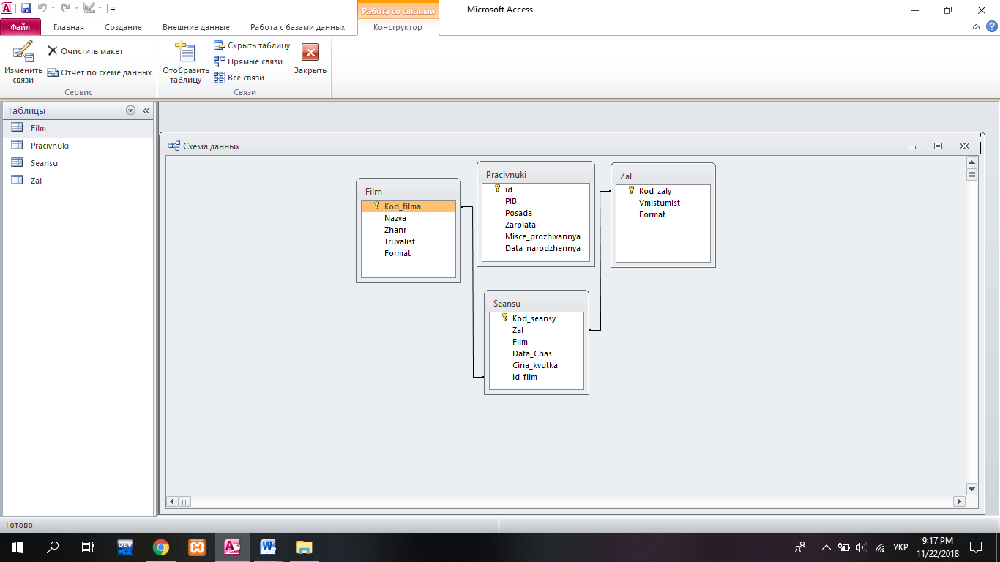 Работа со связями
Microsoft Access
Файл
Главная
Создание
Внешние данные
Работа с базами данных
Конструктор
Изменить связи
Очистить макет
Отчет по схеме данных
Сервис
Отобразить таблицу
Скрыть таблицу
Прямые связи
Все связи
Закрыть
Связи
Таблицы
Film
Pracivnuki
Seansu
Zal
Схема данных
Film
Kod_filma
Nazva
Zhanr
Truvalist
Format
Pracivnuki
id
PIB
Posada
Zarplata
Misce_prozhivannya
Data_narodzhennya
Zal
Kod_zaly
Vmistumist
Format
Seansu
Kod_seansy
Zal
Film
Data_Chas
Cina_kvutka
id_film
Готово
DEV
УКР
9:17 PM
11/22/2018